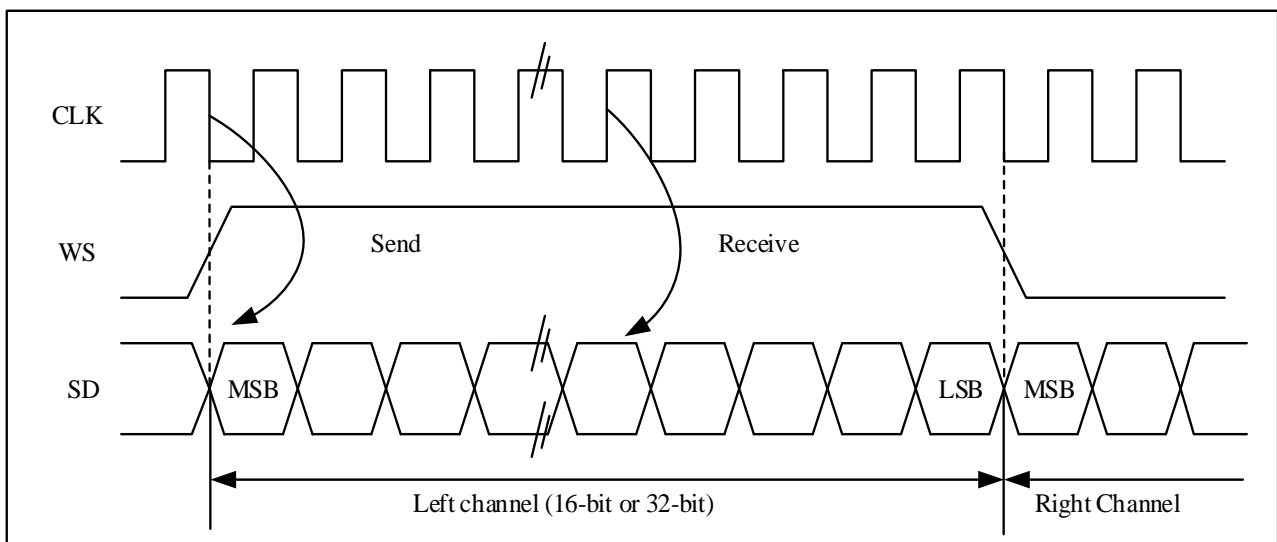 CLK
WS
Send
Receive
SD
MSB
LSB
MSB
Left channel (16-bit or 32-bit)
Right Channel